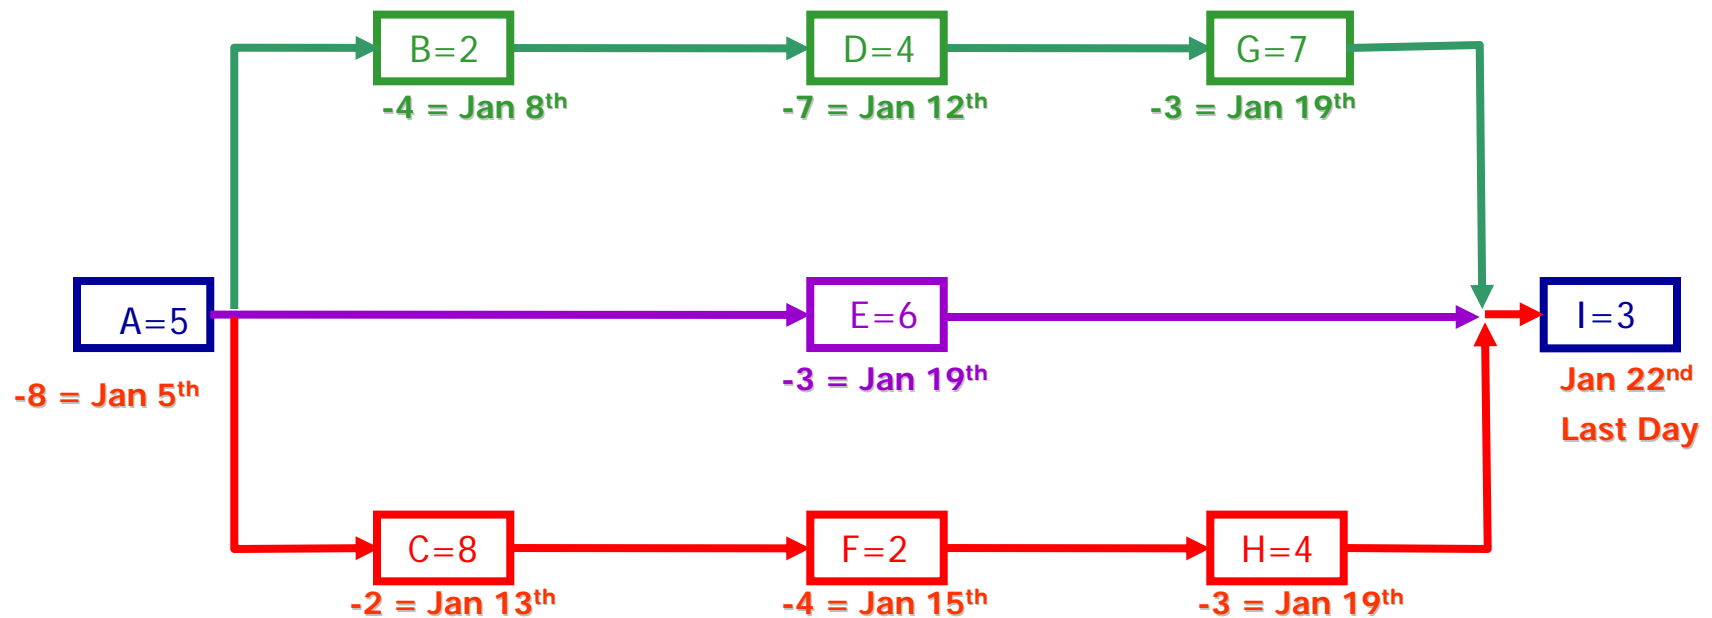 B=2
D=4
G=7
-4 = Jan 8th
-7 = Jan 12th
-3 = Jan 19th
A=5
E=6
I=3
-8 = Jan 5th
-3 = Jan 19th
Jan 22nd
Last Day
C=8
F=2
H=4
-2 = Jan 13th
-4 = Jan 15th
-3 = Jan 19th